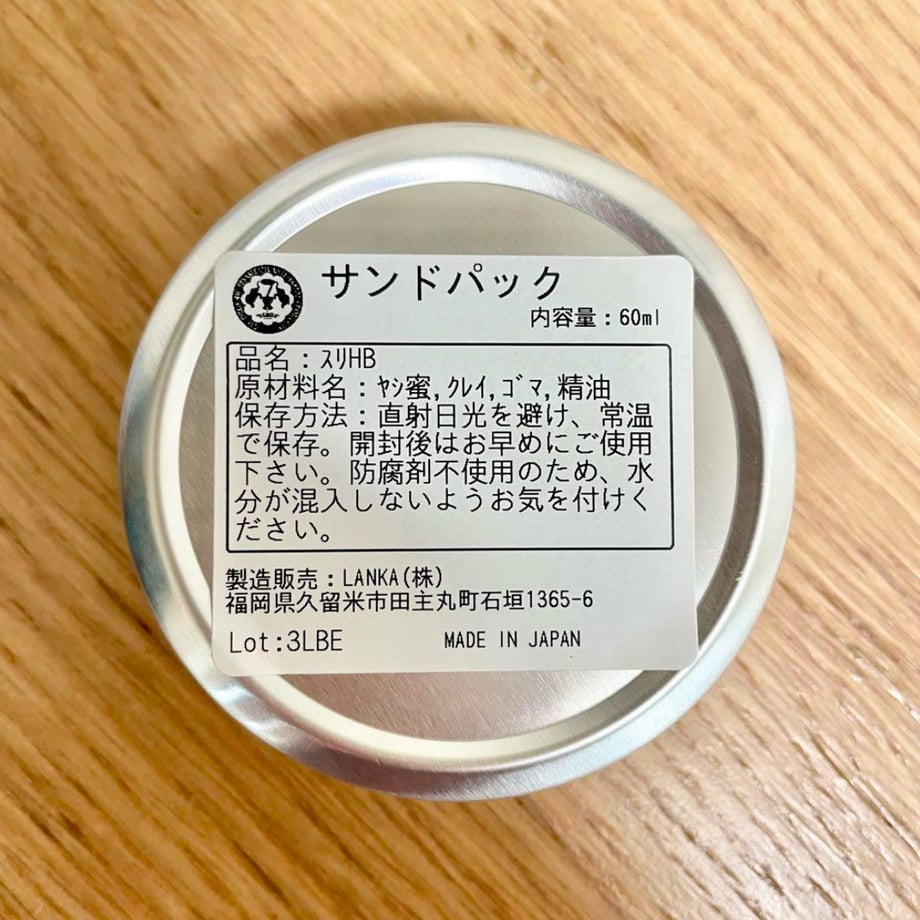 サンドパック
内容量：60ml
品名：ｽﾘHB
原材料名：ﾔｼ蜜,ｸﾚｲ,ｺﾞﾏ,精油
保存方法：直射日光を避け、常温
で保存。開封後はお早めにご使用
下さい。防腐剤不使用のため、水
分が混入しないようお気を付けく
ださい。
製造販売：LANKA(株)
福岡県久留米市田主丸町石垣1365-6
Lot:3LBE MADE IN JAPAN